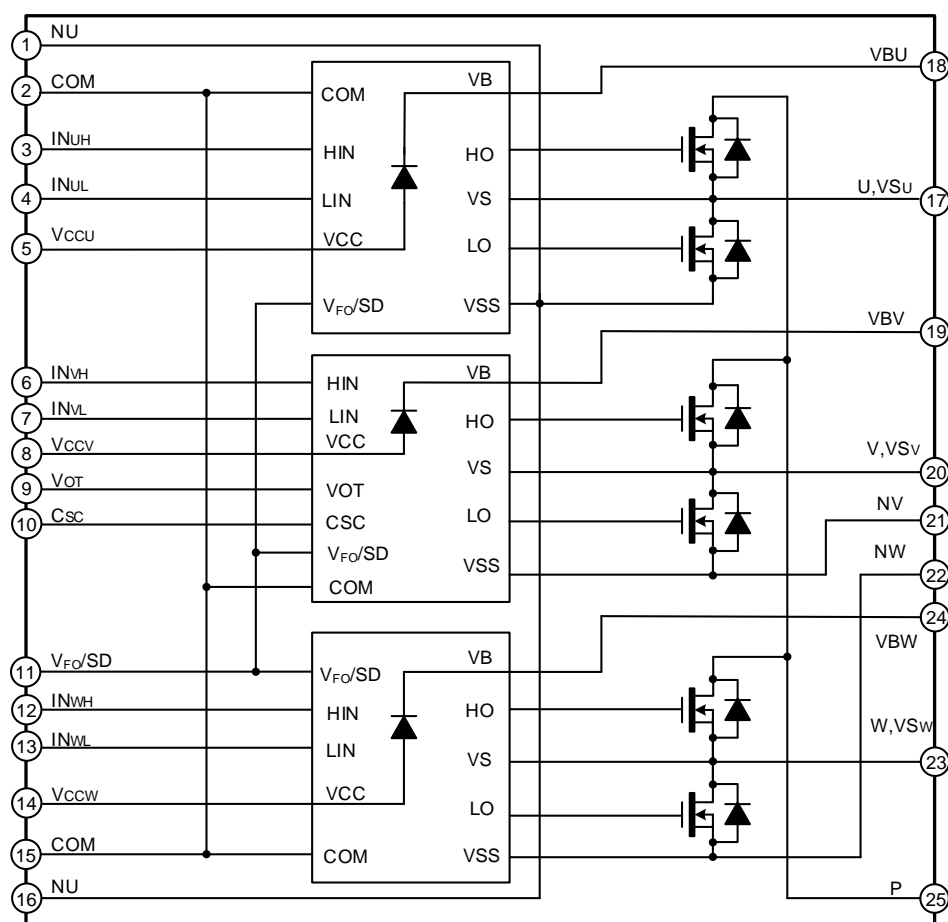 1 NU
2 COM
3 INUH
4 INUL
5 VCCU
6 INVH
7 INVL
8 VCCV
9 VOT
10 CSC
11 VFO/SD
12 INWH
13 INWL
14 VCCW
15 COM
16 NU
COM
HIN
LIN
VCC
VFO/SD
VB
HO
VS
LO
VSS
HIN
LIN
VCC
VOT
CSC
VFO/SD
COM
VB
HO
VS
LO
VSS
VFO/SD
HIN
LIN
VCC
COM
VB
HO
VS
LO
VSS
VBU 18
U,VSU 17
VBV 19
V,VSV 20
NV 21
NW 22
24
VBW
W,VSW 23
P 25